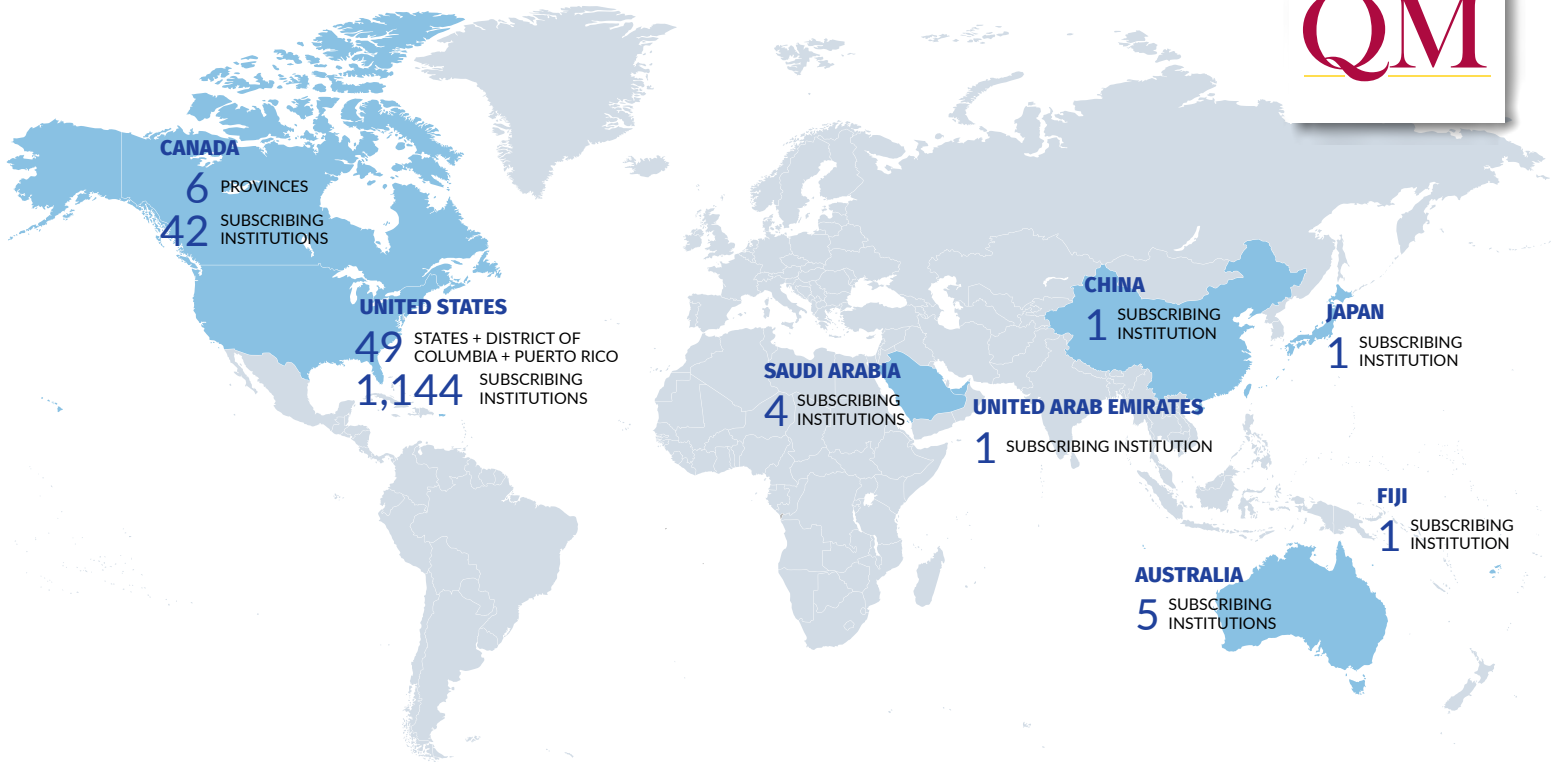 QM
CANADA
6 PROVINCES
42 SUBSCRIBING
INSTITUTIONS
UNITED STATES
49 STATES + DISTRICT OF
COLUMBIA + PUERTO RICO
1,144 SUBSCRIBING
INSTITUTIONS
SAUDI ARABIA
4 SUBSCRIBING
INSTITUTIONS
UNITED ARAB EMIRATES
1 SUBSCRIBING INSTITUTION
CHINA
1 SUBSCRIBING
INSTITUTION
JAPAN
1 SUBSCRIBING
INSTITUTION
FIJI
1 SUBSCRIBING
INSTITUTION
AUSTRALIA
5 SUBSCRIBING
INSTITUTIONS